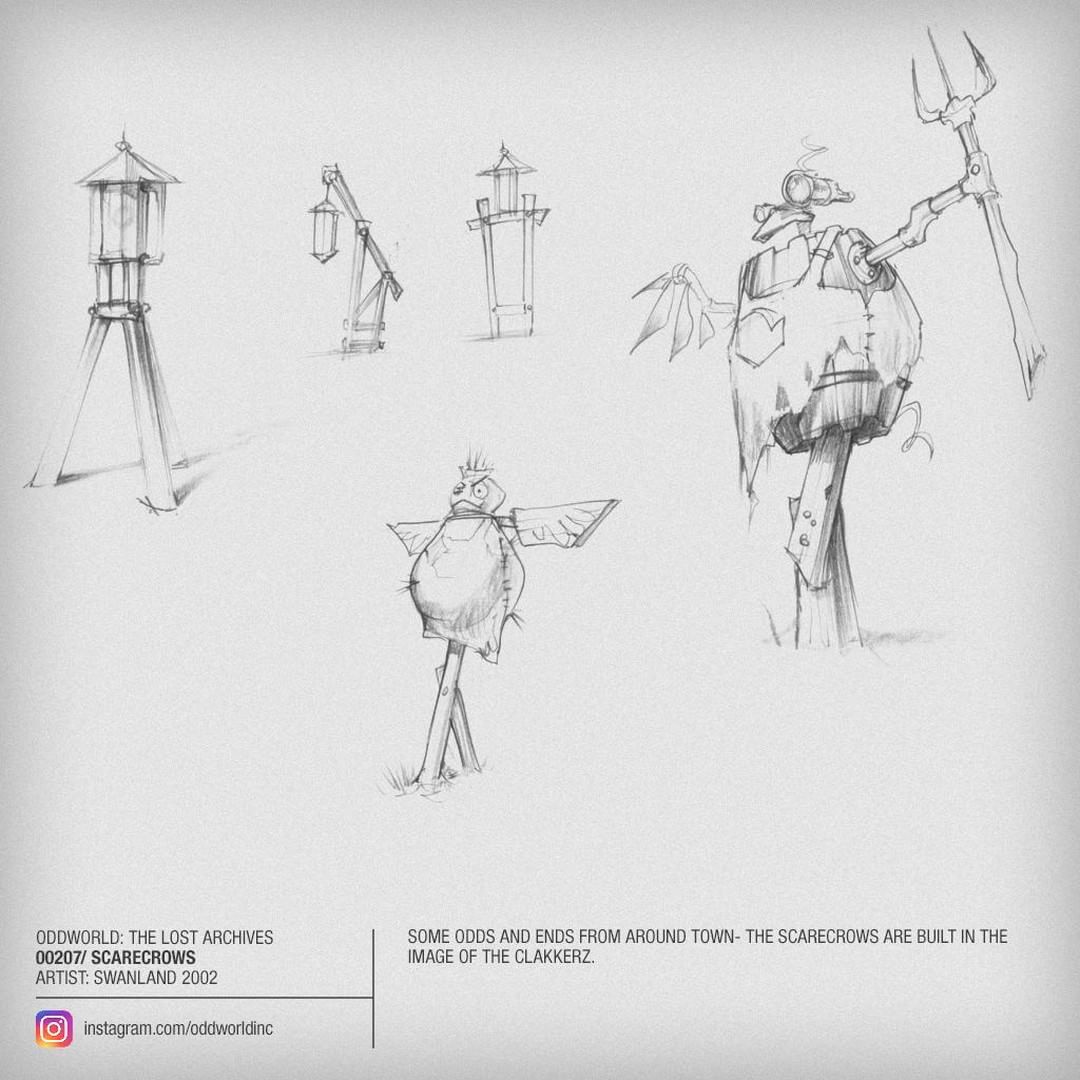 ODDWORLD: THE LOST ARCHIVES
00207/ SCARECROWS
ARTIST: SWANLAND 2002
instagram.com/oddworldinc
SOME ODDS AND ENDS FROM AROUND TOWN- THE SCARECROWS ARE BUILT IN THE
IMAGE OF THE CLAKKERZ.